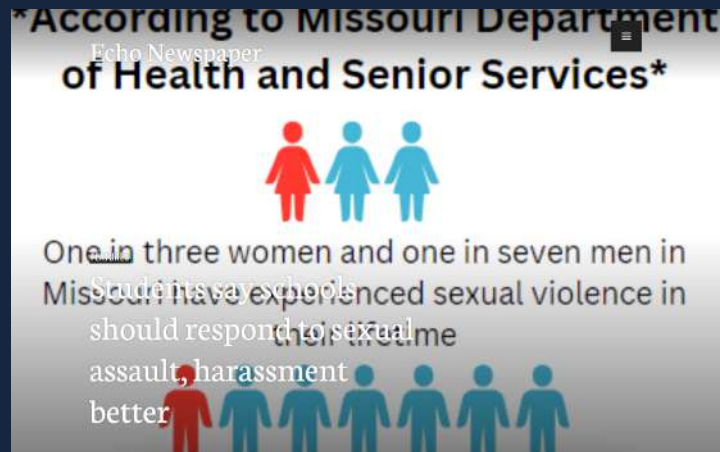 *According to Missouri Department
Echo Newspaper
of Health and Senior Services*
One in three women and one in seven men in
Missouri have experienced sexual violence in
their lifetime
Students say schools
should respond to sexual
assault, harassment
better